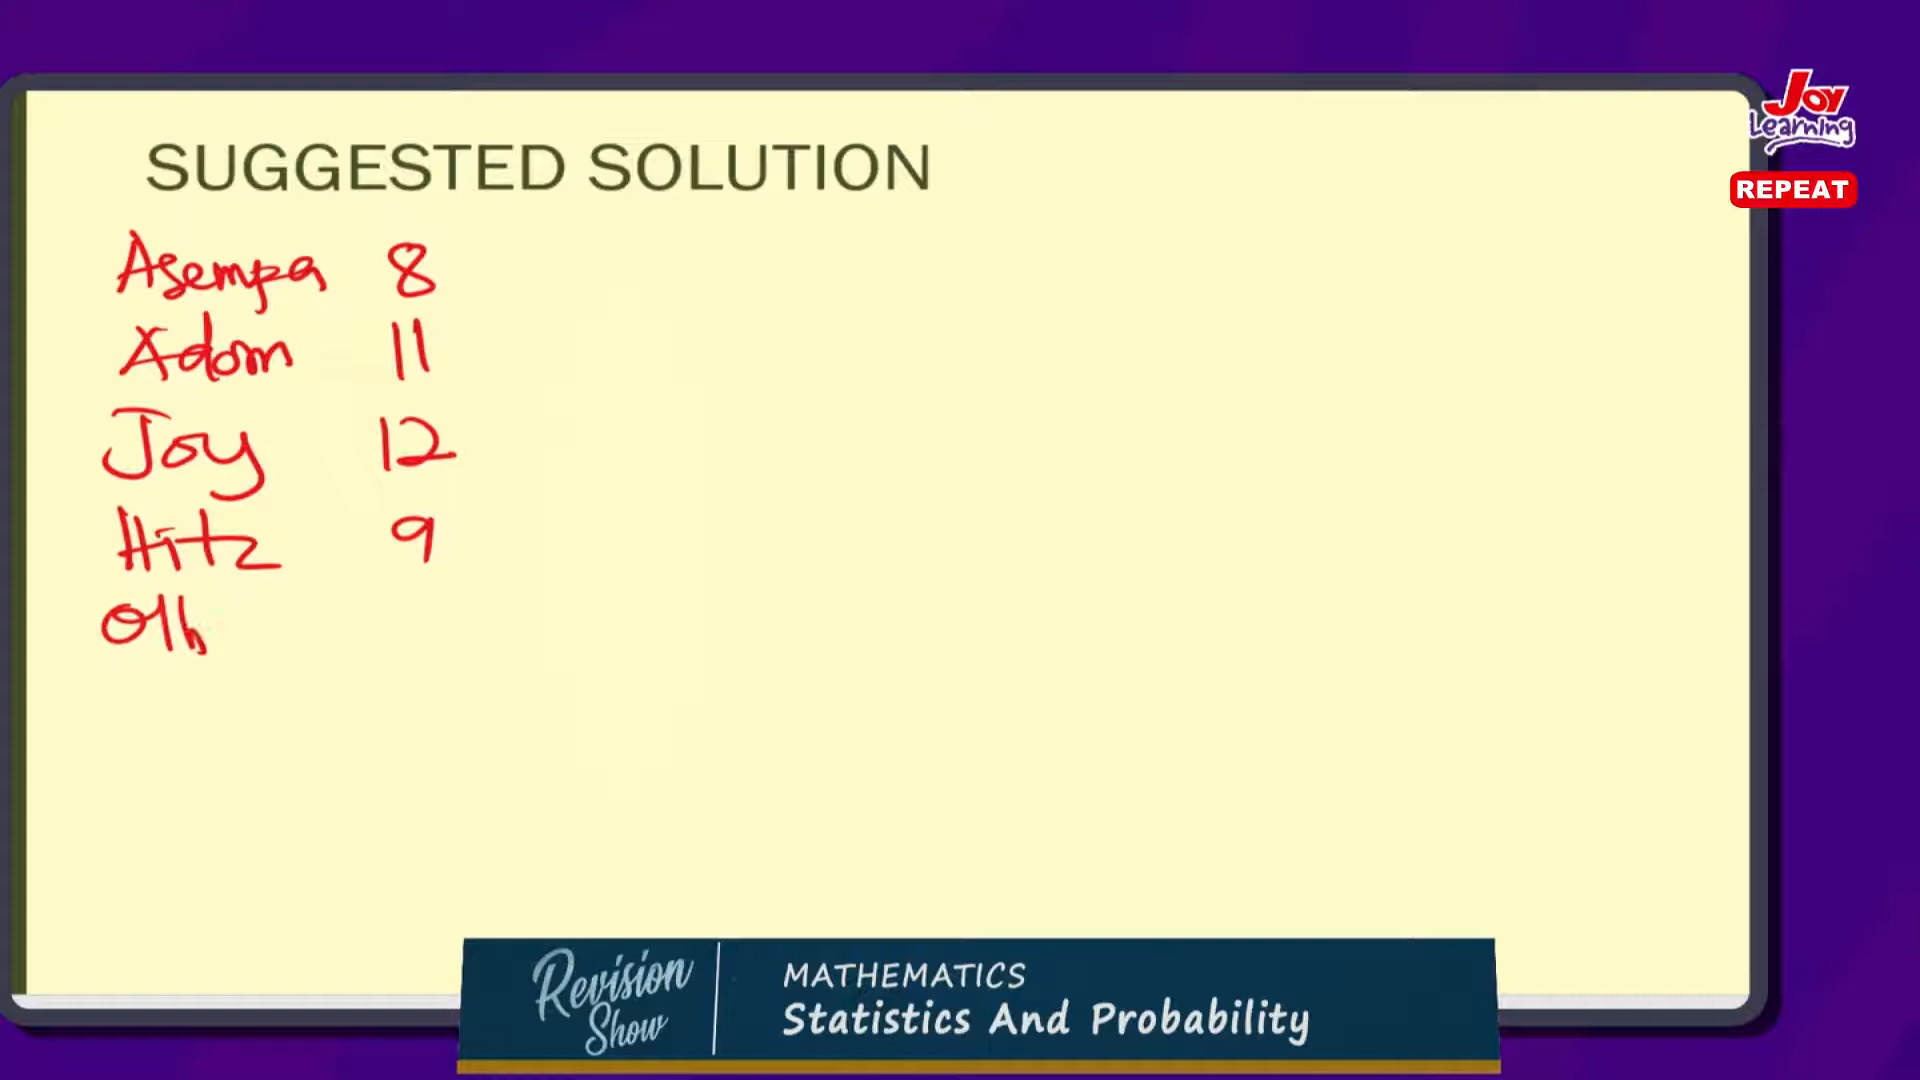 Joy
Learning
REPEAT
SUGGESTED SOLUTION
Asempa 8
Adom 11
Joy 12
Hitz 9
Revision
Show
MATHEMATICS
Statistics And Probability